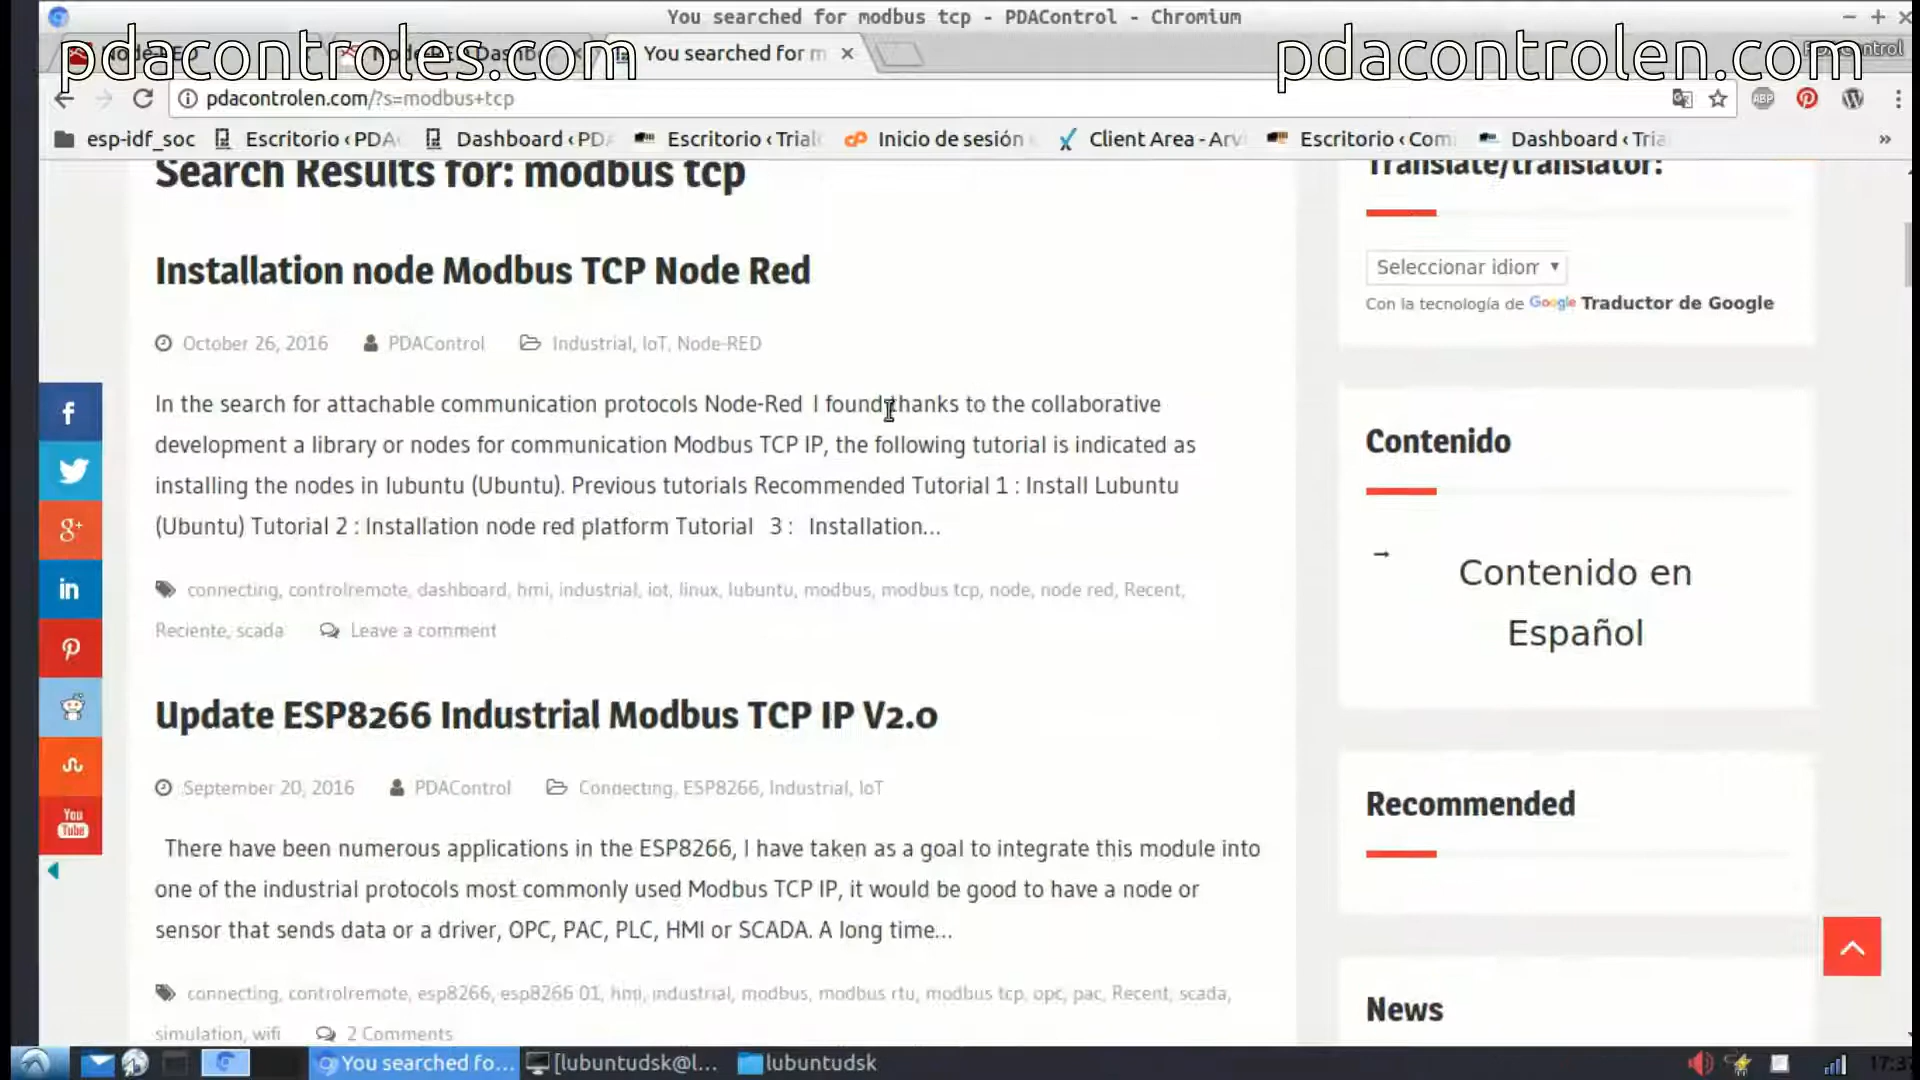 You searched for modbus tcp - PDAControl - Chromium
pdacontroles.com
pdacontrolen.com
You searched for m
pdacontrolen.com/?s=modbus+tcp
ABP
esp-idf_soc Escritorio ‹ PDA Dashboard ‹ PD Escritorio ‹ Trial Inicio de sesión Client Area - Arv Escritorio ‹ Com Dashboard ‹ Tria »
Search Results for: modbus tcp
Installation node Modbus TCP Node Red
October 26, 2016 PDAControl Industrial, IoT, Node-RED
In the search for attachable communication protocols Node-Red I found thanks to the collaborative
development a library or nodes for communication Modbus TCP IP, the following tutorial is indicated as
installing the nodes in lubuntu (Ubuntu). Previous tutorials Recommended Tutorial 1 : Install Lubuntu
(Ubuntu) Tutorial 2 : Installation node red platform Tutorial 3 : Installation...
connecting, controlremote, dashboard, hmi, industrial, iot, linux, lubuntu, modbus, modbus tcp, node, node red, Recent,
Reciente, scada Leave a comment
Update ESP8266 Industrial Modbus TCP IP V2.0
September 20, 2016 PDAControl Connecting, ESP8266, Industrial, IoT
There have been numerous applications in the ESP8266, I have taken as a goal to integrate this module into
one of the industrial protocols most commonly used Modbus TCP IP, it would be good to have a node or
sensor that sends data or a driver, OPC, PAC, PLC, HMI or SCADA. A long time...
connecting, controlremote, esp8266, esp8266 01, hmi, industrial, modbus, modbus rtu, modbus tcp, opc, pac, Recent, scada,
simulation, wifi 2 Comments
Translate/translator:
Seleccionar idiom
Con la tecnología de Google Traductor de Google
Contenido
Contenido en
Español
Recommended
News
f
g+
in
You
Tube
You searched fo... [lubuntudsk@l... lubuntudsk